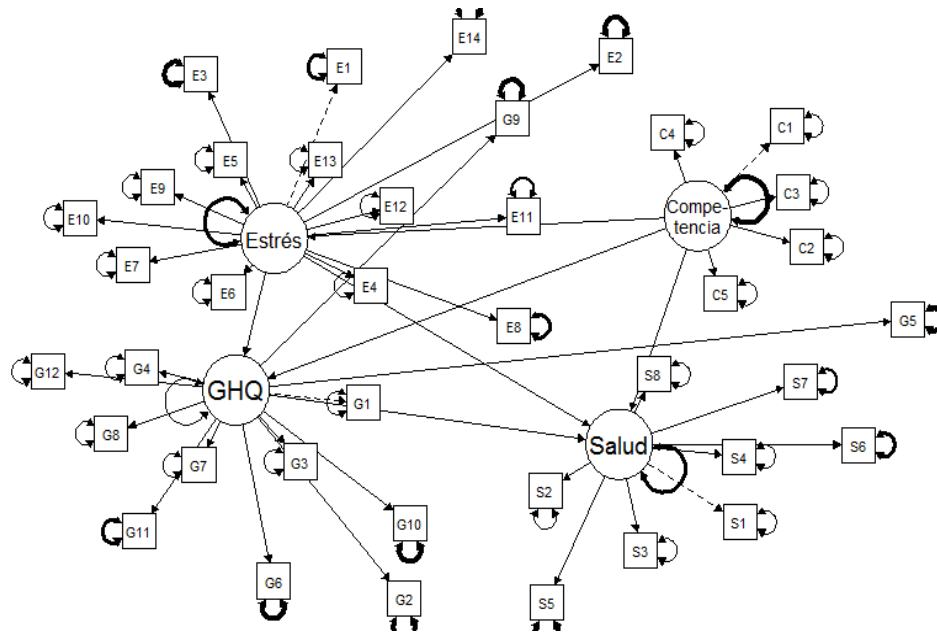 E14
E2
E3
E1
G9
C4
C1
E5
E13
E9
E12
C3
E10
Estrés
E11
Compe-
tencia
C2
E7
E6
E4
C5
E8
G5
G12
G4
GHQ
G1
S8
S7
G8
G7
G3
Salud
S4
S6
S2
S1
G11
G10
S3
G6
G2
S5